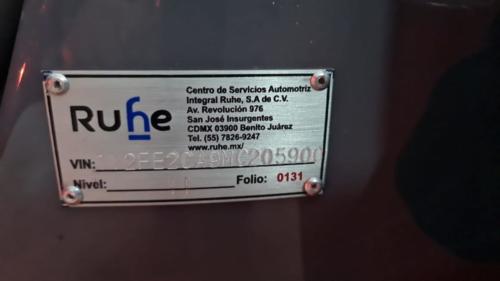 Ruhe
Centro de Servicios Automotriz
Integral Ruhe, S.A de C.V.
Av. Revolución 976
San José Insurgentes
CDMX 03900 Benito Juárez
Tel. (55) 7826-9247
www.ruhe.mx/
VIN:
Nivel:
Folio: 0131